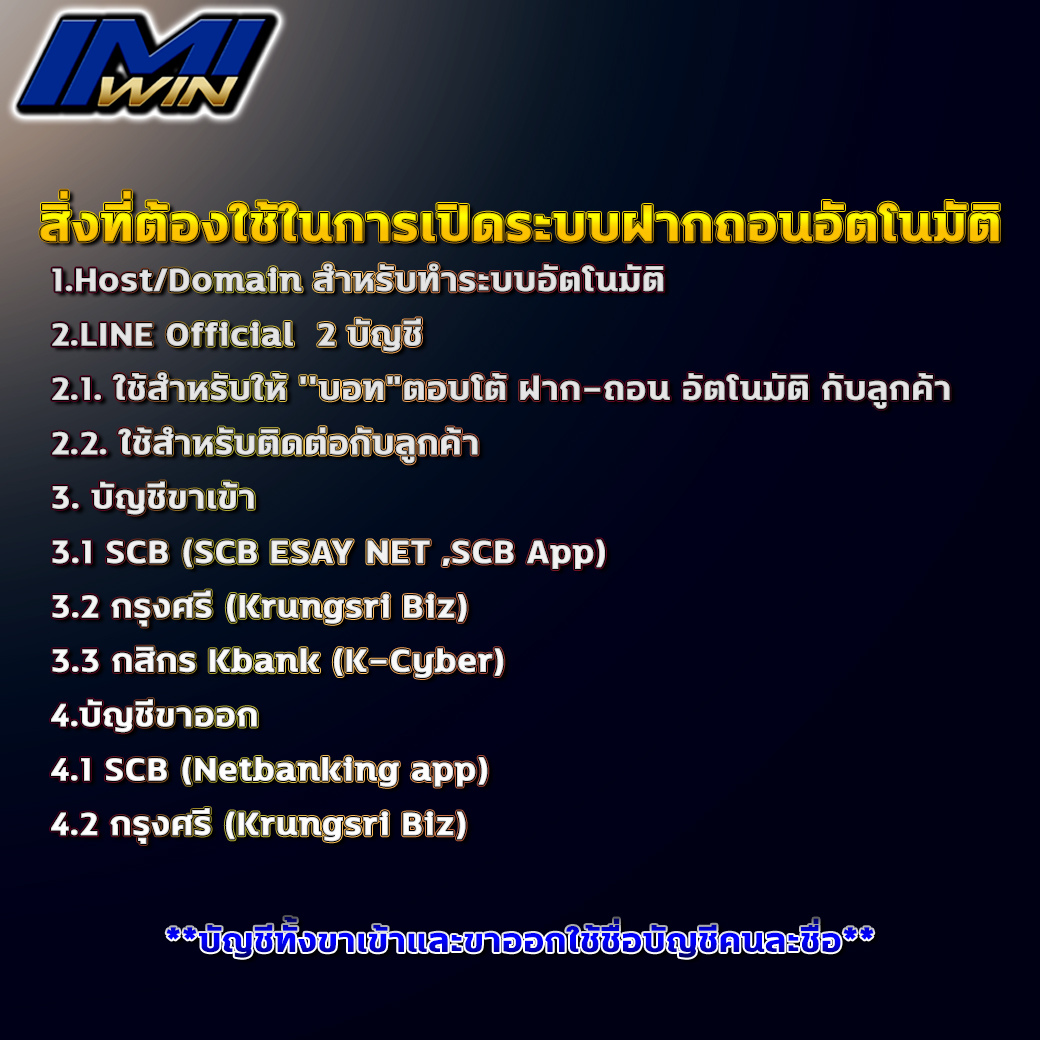 IMI
WIN
สิ่งที่ต้องใช้ในการเปิดระบบฝากถอนอัตโนมัติ
1.Host/Domain สำหรับทำระบบอัตโนมัติ
2.LINE Official 2 บัญชี
2.1. ใช้สำหรับให้ "บอท"ตอบโต้ ฝาก-ถอน อัตโนมัติ กับลูกค้า
2.2. ใช้สำหรับติดต่อกับลูกค้า
3. บัญชีขาเข้า
3.1 SCB (SCB ESAY NET ,SCB App)
3.2 กรุงศรี (Krungsri Biz)
3.3 กสิกร Kbank (K-Cyber)
4.บัญชีขาออก
4.1 SCB (Netbanking app)
4.2 กรุงศรี (Krungsri Biz)
**บัญชีทั้งขาเข้าและขาออกใช้ชื่อบัญชีคนละชื่อ**